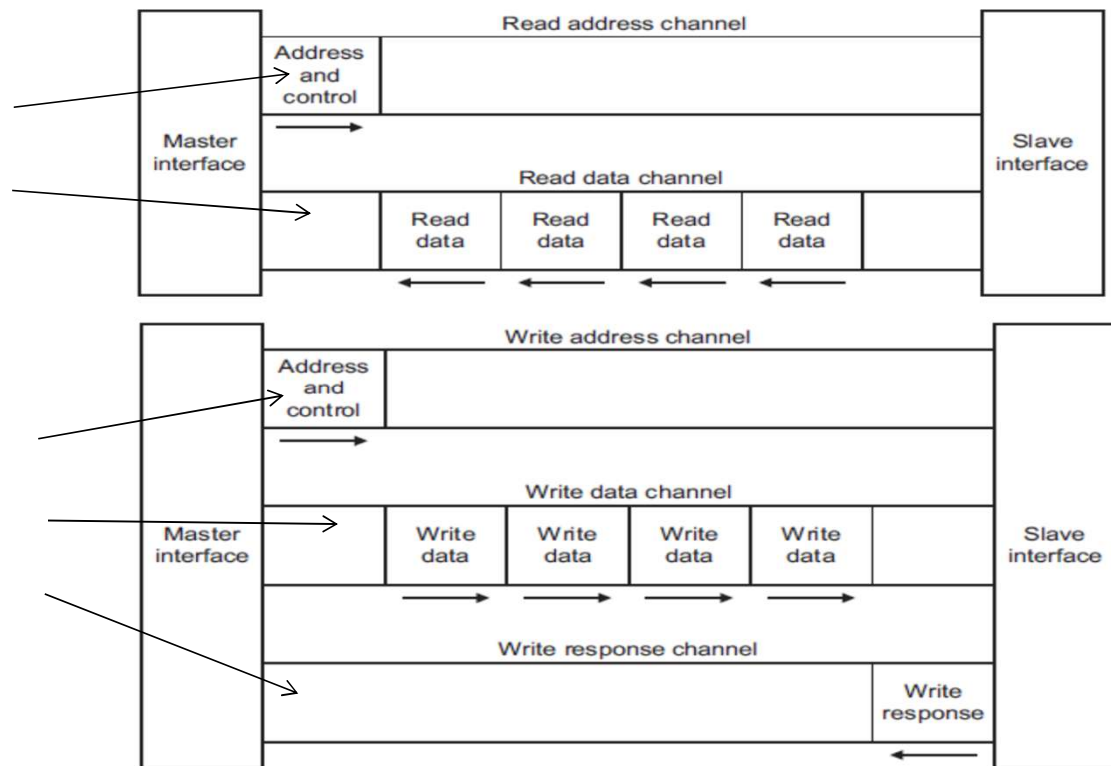 Read address channel
Address
and
control
Master
interface
Slave
interface
Read data channel
Read
data
Read
data
Read
data
Read
data
Write address channel
Address
and
control
Write data channel
Master
interface
Write
data
Write
data
Write
data
Write
data
Slave
interface
Write response channel
Write
response